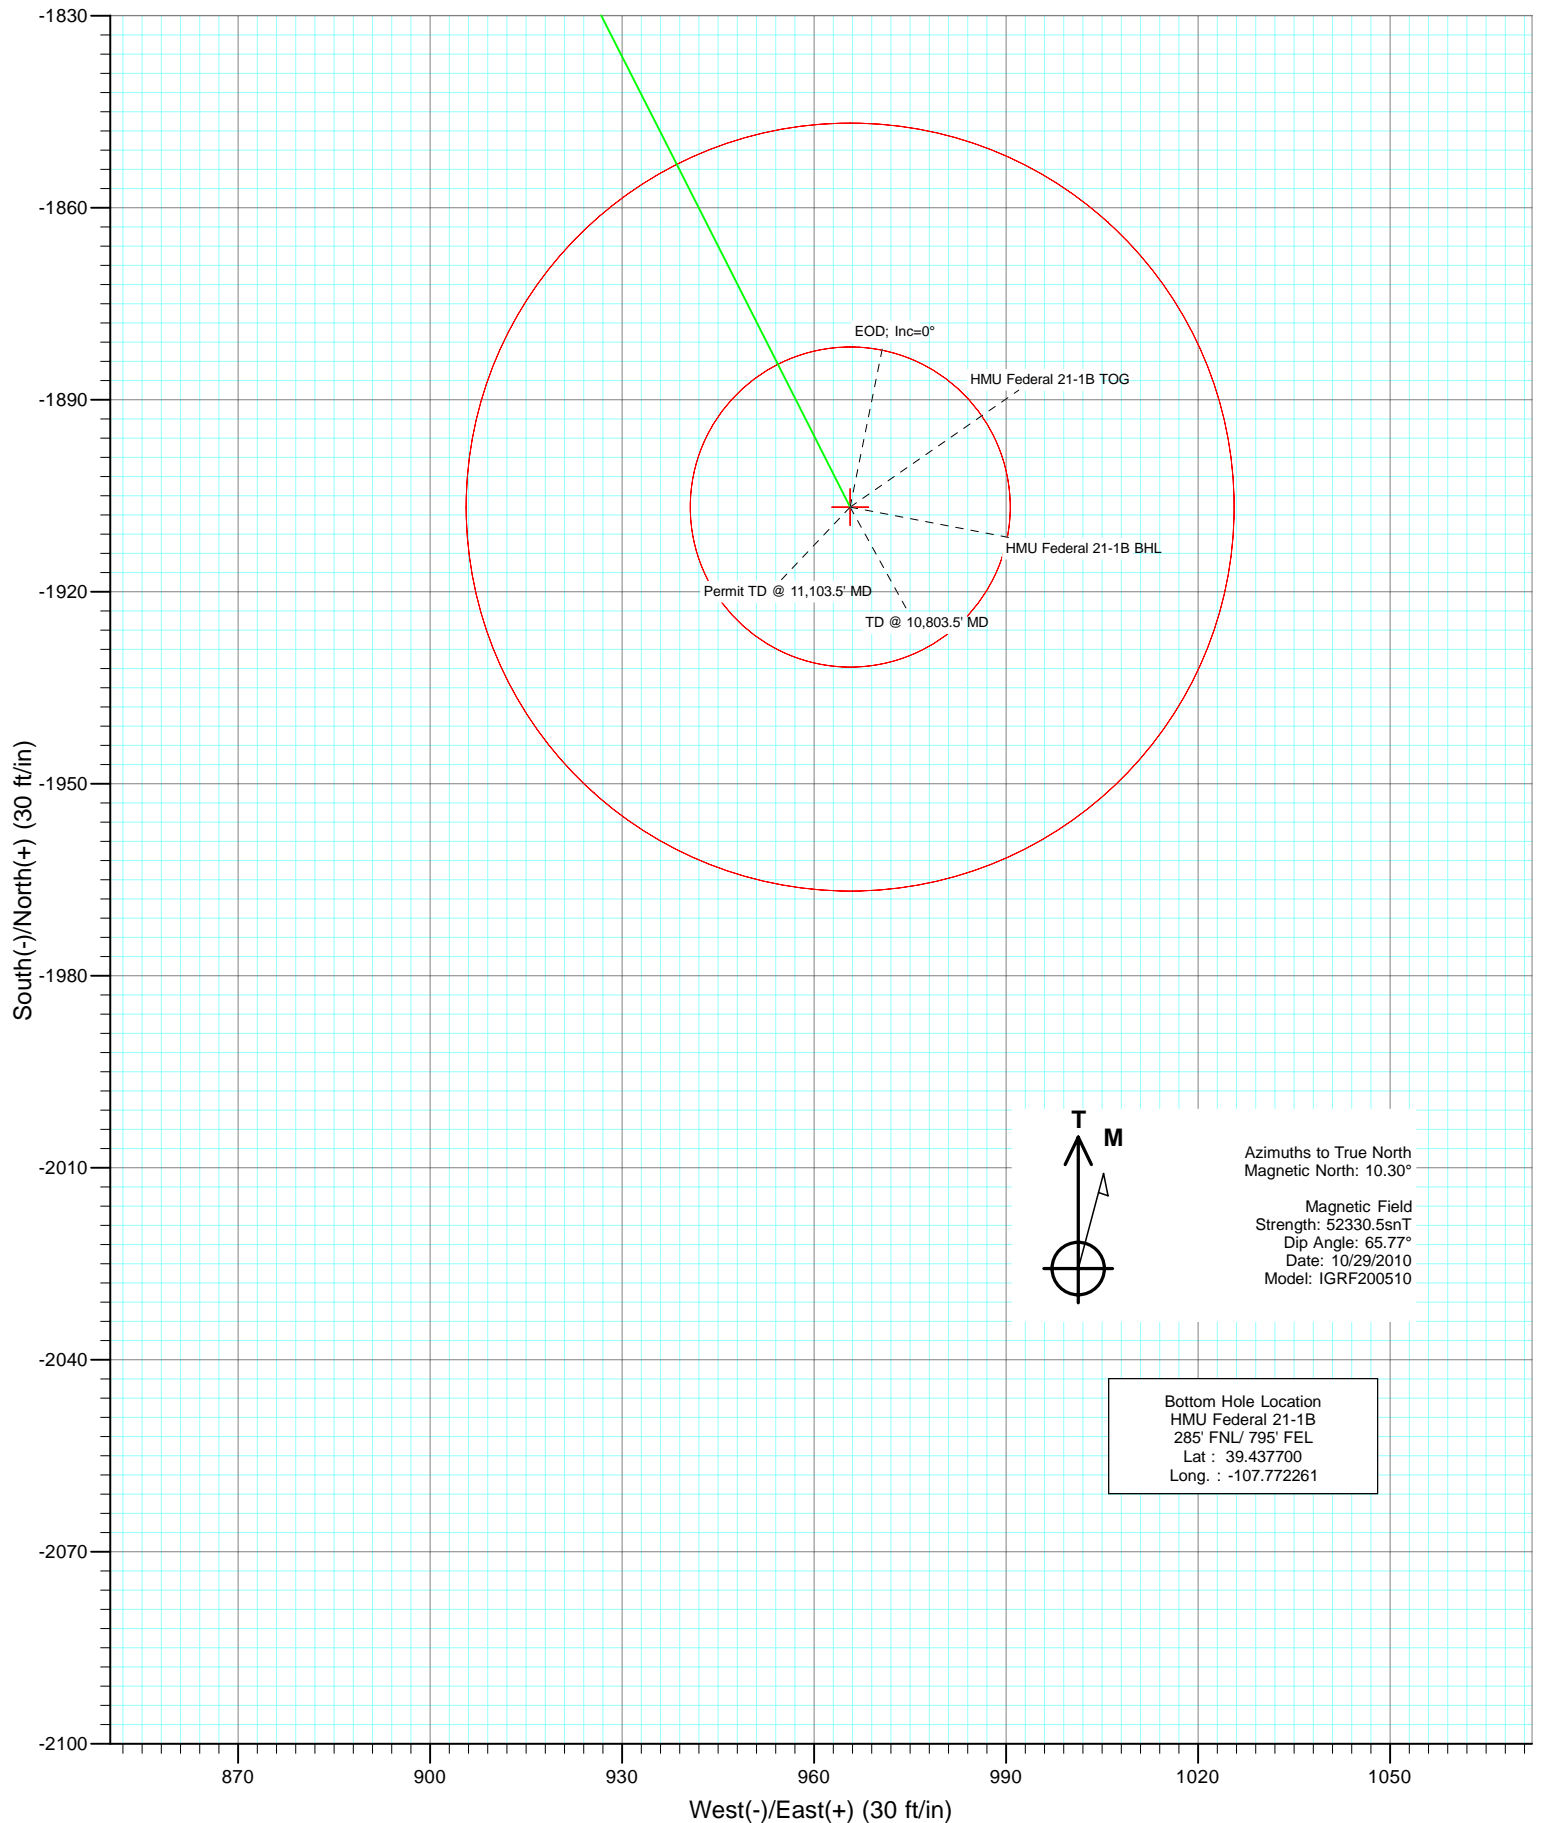 -1830
-1860
-1890
-1920
-1950
-1980
-2010
-2040
-2070
-2100
South(-)/North(+) (30 ft/in)
EOD; Inc=0°
HMU Federal 21-1B TOG
HMU Federal 21-1B BHL
Permit TD @ 11,103.5' MD
TD @ 10,803.5' MD
T
M
Azimuths to True North
Magnetic North: 10.30°
Magnetic Field
Strength: 52330.5snT
Dip Angle: 65.77°
Date: 10/29/2010
Model: IGRF200510
Bottom Hole Location
HMU Federal 21-1B
285' FNL/ 795' FEL
Lat : 39.437700
Long. : -107.772261
870 900 930 960 990 1020 1050
West(-)/East(+) (30 ft/in)